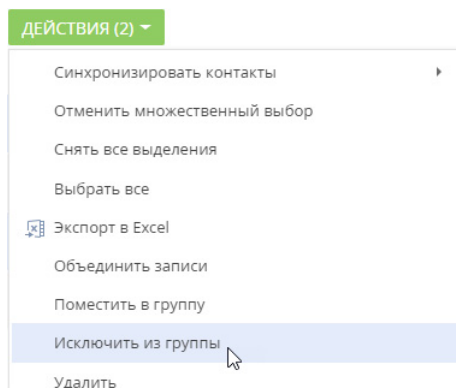 ДЕЙСТВИЯ (2)
Синхронизировать контакты
Отменить множественный выбор
Снять все выделения
Выбрать все
Экспорт в Excel
Объединить записи
Поместить в группу
Исключить из группы
Удалить